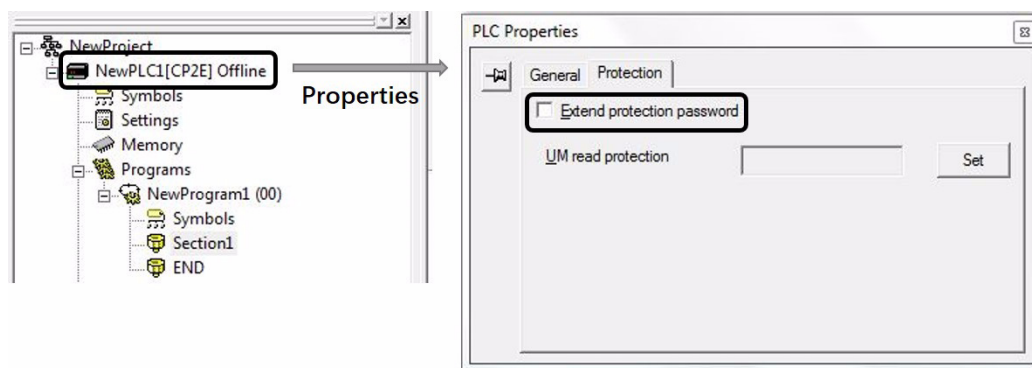 NewProject
NewPLC1[CP2E] Offline
Symbols
Settings
Memory
Programs
NewProgram1 (00)
Symbols
Section1
END
Properties
PLC Properties
General Protection
Extend protection password
UM read protection
Set